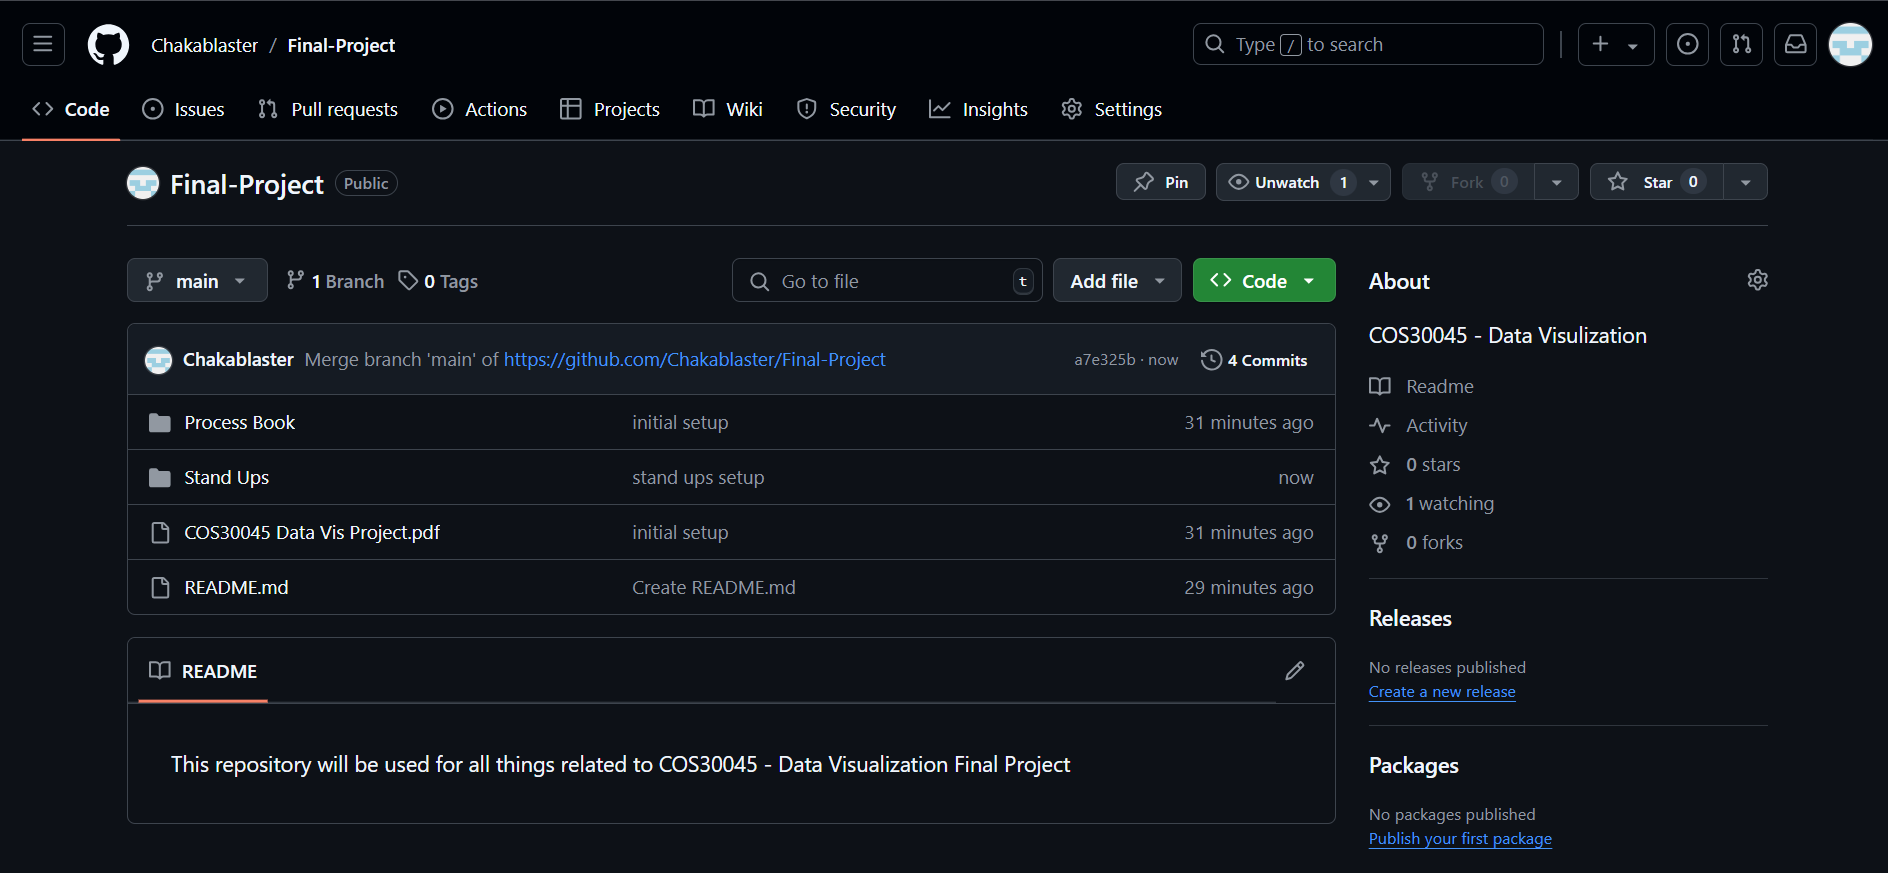 Chakablaster / Final-Project
Type / to search
Code Issues Pull requests Actions Projects Wiki Security Insights Settings
Final-Project Public
Pin Unwatch 1 Fork 0 Star 0
main 1 Branch 0 Tags
Go to file t Add file Code
Chakablaster Merge branch 'main' of https://github.com/Chakablaster/Final-Project a7e325b · now 4 Commits
Process Book initial setup 31 minutes ago
Stand Ups stand ups setup now
COS30045 Data Vis Project.pdf initial setup 31 minutes ago
README.md Create README.md 29 minutes ago
README
This repository will be used for all things related to COS30045 - Data Visualization Final Project
About
COS30045 - Data Visulization
Readme
Activity
0 stars
1 watching
0 forks
Releases
No releases published
Create a new release
Packages
No packages published
Publish your first package